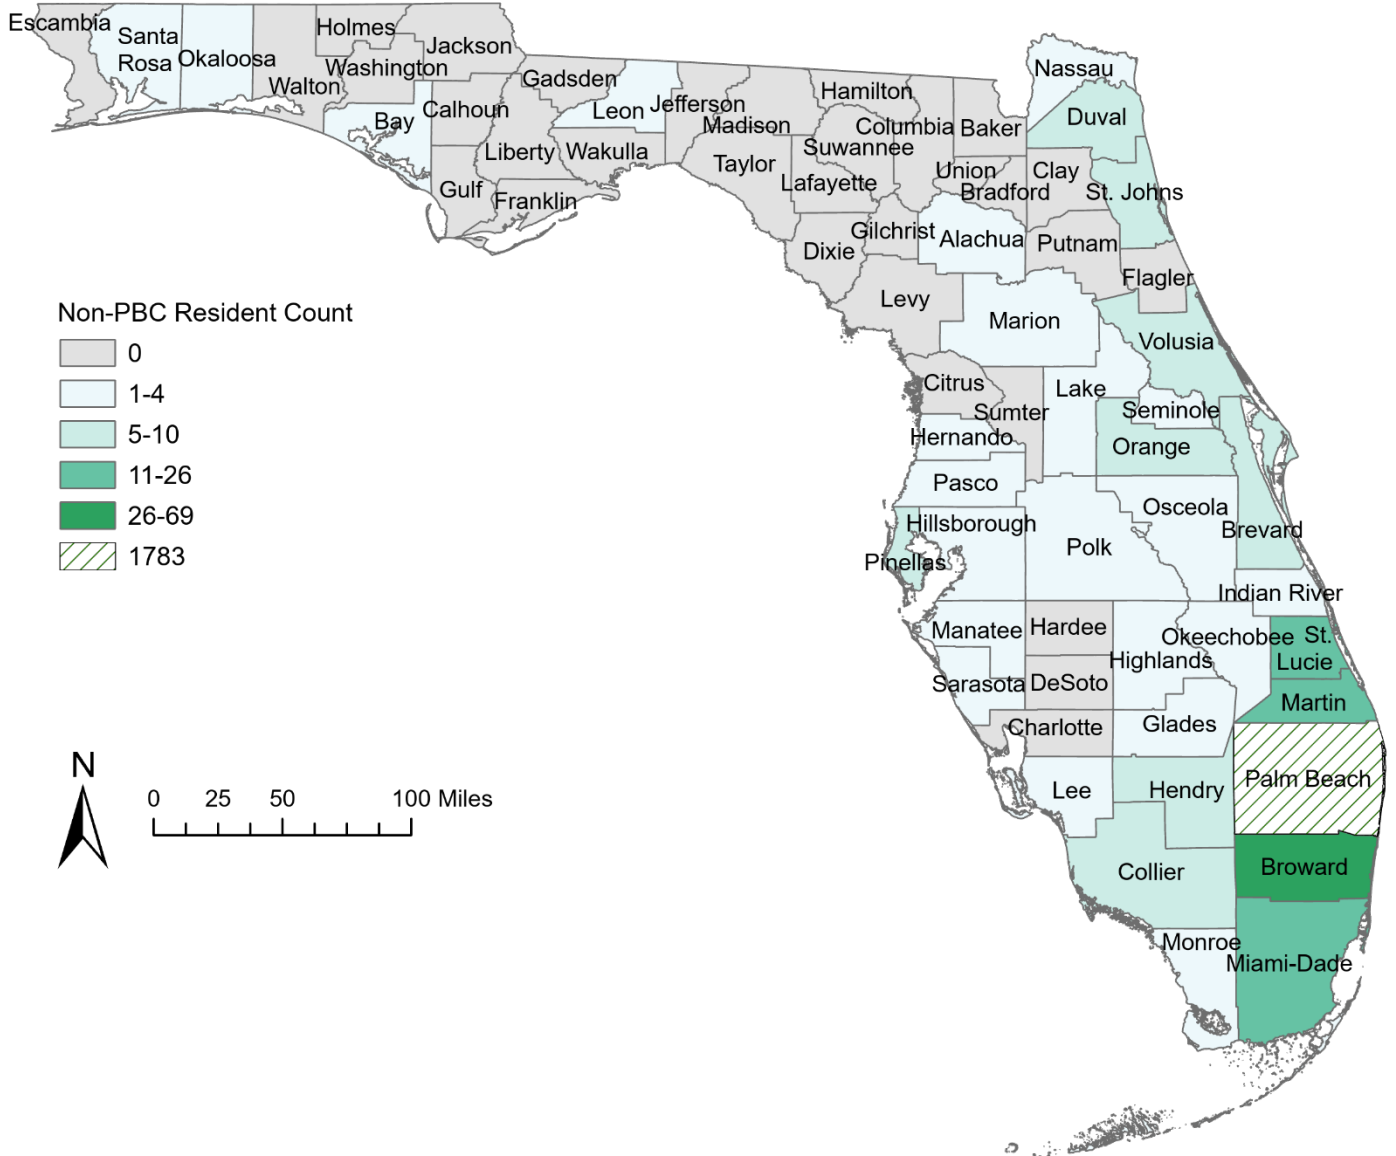 Escambia
Santa
Rosa
Okaloosa
Holmes
Jackson
Washington
Walton
Bay
Calhoun
Gadsden
Leon
Jefferson
Madison
Hamilton
Columbia
Baker
Nassau
Duval
Liberty
Wakulla
Taylor
Suwannee
Lafayette
Union
Bradford
Clay
St. Johns
Gulf
Franklin
Dixie
Gilchrist
Alachua
Putnam
Flagler
Levy
Marion
Volusia
Citrus
Sumter
Lake
Seminole
Hernando
Orange
Pasco
Osceola
Hillsborough
Polk
Brevard
Pinellas
Indian River
Manatee
Hardee
Okeechobee
St.
Lucie
Highlands
Sarasota
DeSoto
Martin
Charlotte
Glades
Lee
Hendry
Palm Beach
Collier
Broward
Monroe
Miami-Dade
Non-PBC Resident Count
0
1-4
5-10
11-26
26-69
1783
N
0 25 50 100 Miles